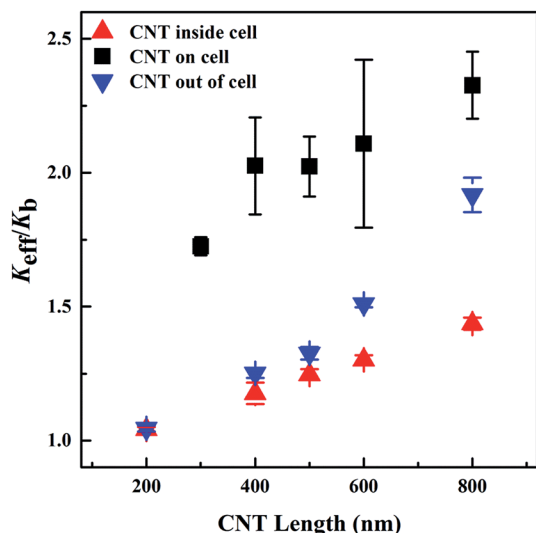 CNT inside cell
CNT on cell
CNT out of cell
Keff/Kb
2.5
2.0
1.5
1.0
200
400
600
800
CNT Length (nm)